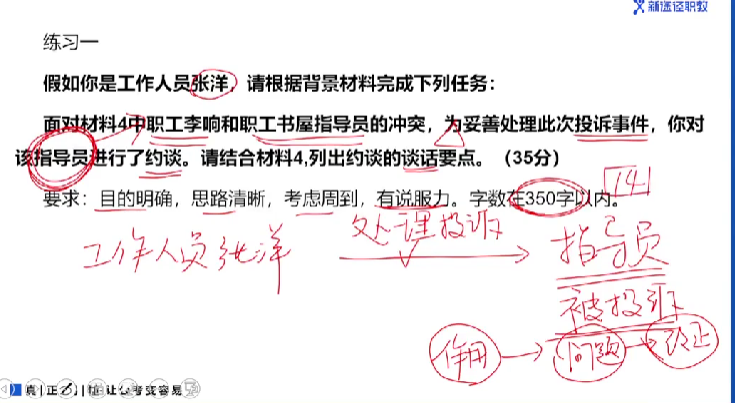 新途径职教
练习一
假如你是工作人员张洋，请根据背景材料完成下列任务：
面对材料4中职工李响和职工书屋指导员的冲突，为妥善处理此次投诉事件，你对
该指导员进行了约谈。请结合材料4,列出约谈的谈话要点。（35分）
要求：目的明确，思路清晰，考虑周到，有说服力。字数在350字以内。
14
工作人员张洋 处理投诉 指导员
被投诉
作用 问题 改正
真|正 让公考变容易